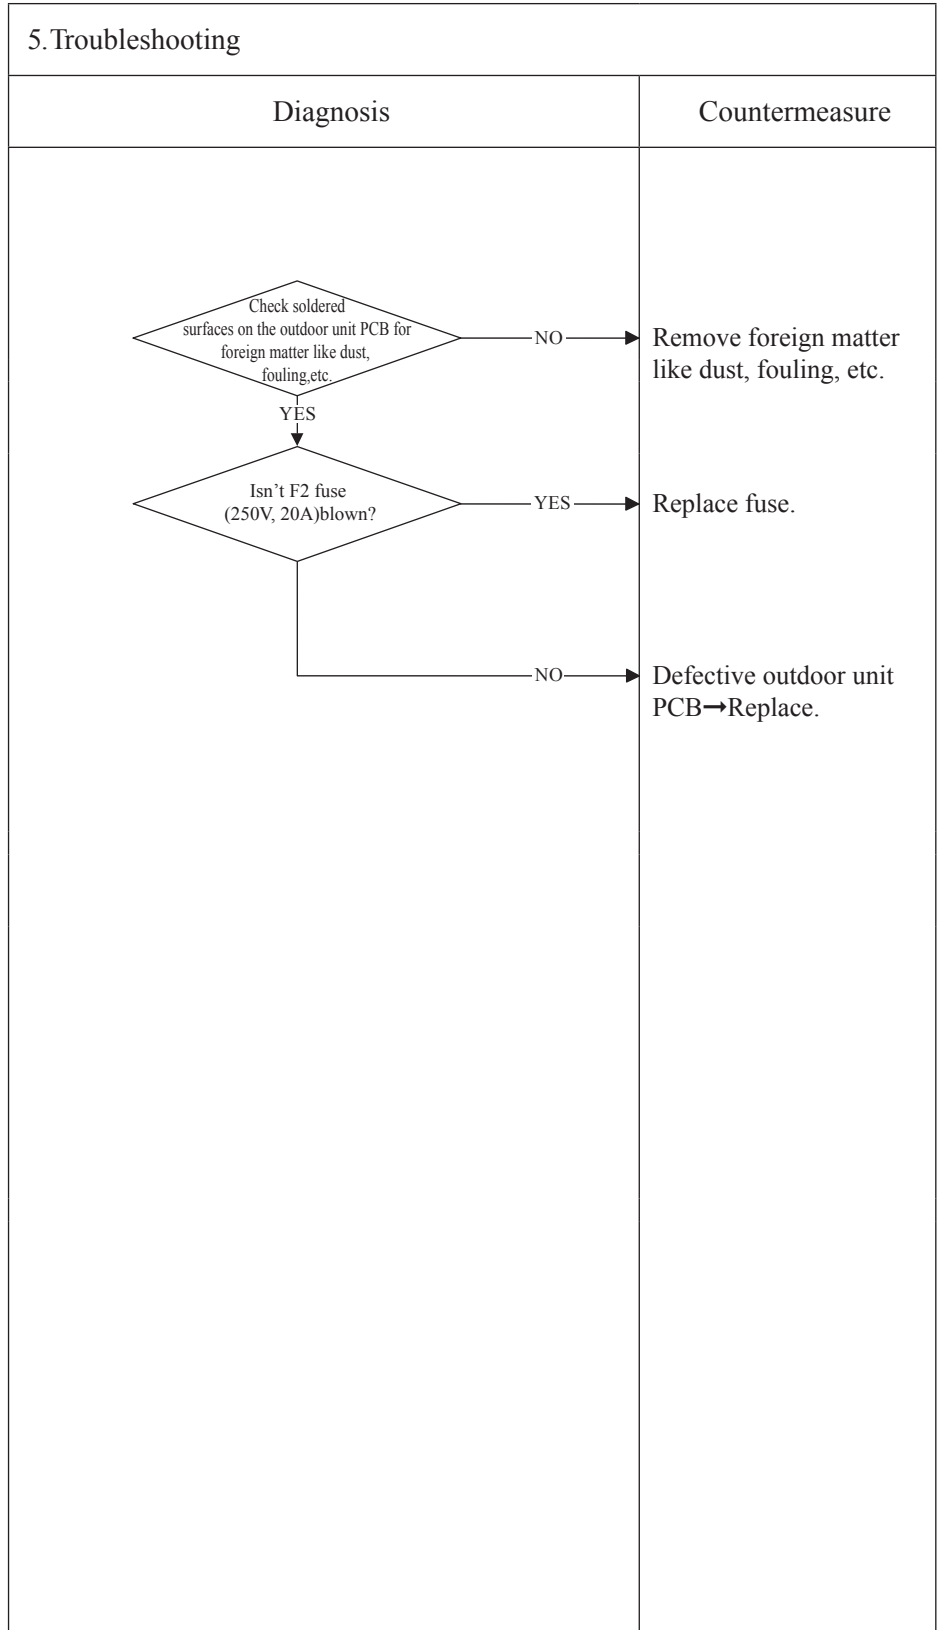 5.Troubleshooting
Diagnosis
Countermeasure
Check soldered
surfaces on the outdoor unit PCB for
foreign matter like dust,
fouling,etc.
NO
Remove foreign matter
like dust, fouling, etc.
YES
Isn’t F2 fuse
(250V, 20A)blown?
YES
Replace fuse.
NO
Defective outdoor unit
PCB→Replace.